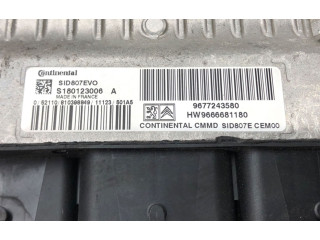 Continental
SID807EVO
S180123006 A
MADE IN FRANCE
9677243580
HW9666681180
CONTINENTAL CMMD SID807E CEM00